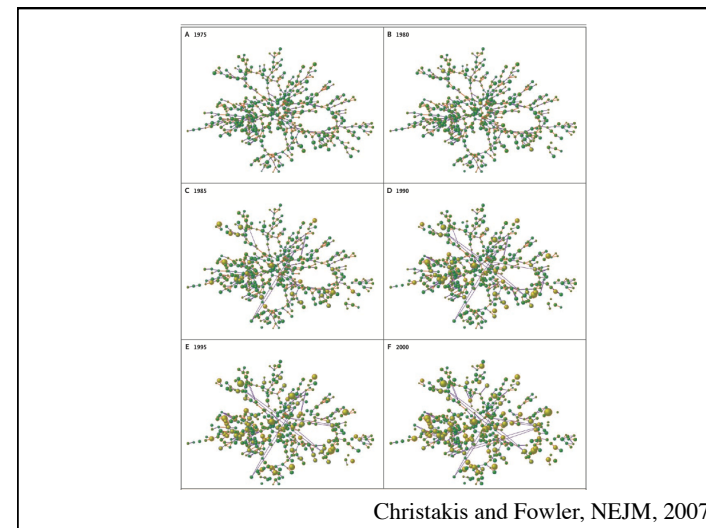 A 1975
B 1980
C 1985
D 1990
E 1995
F 2000
Christakis and Fowler, NEJM, 2007